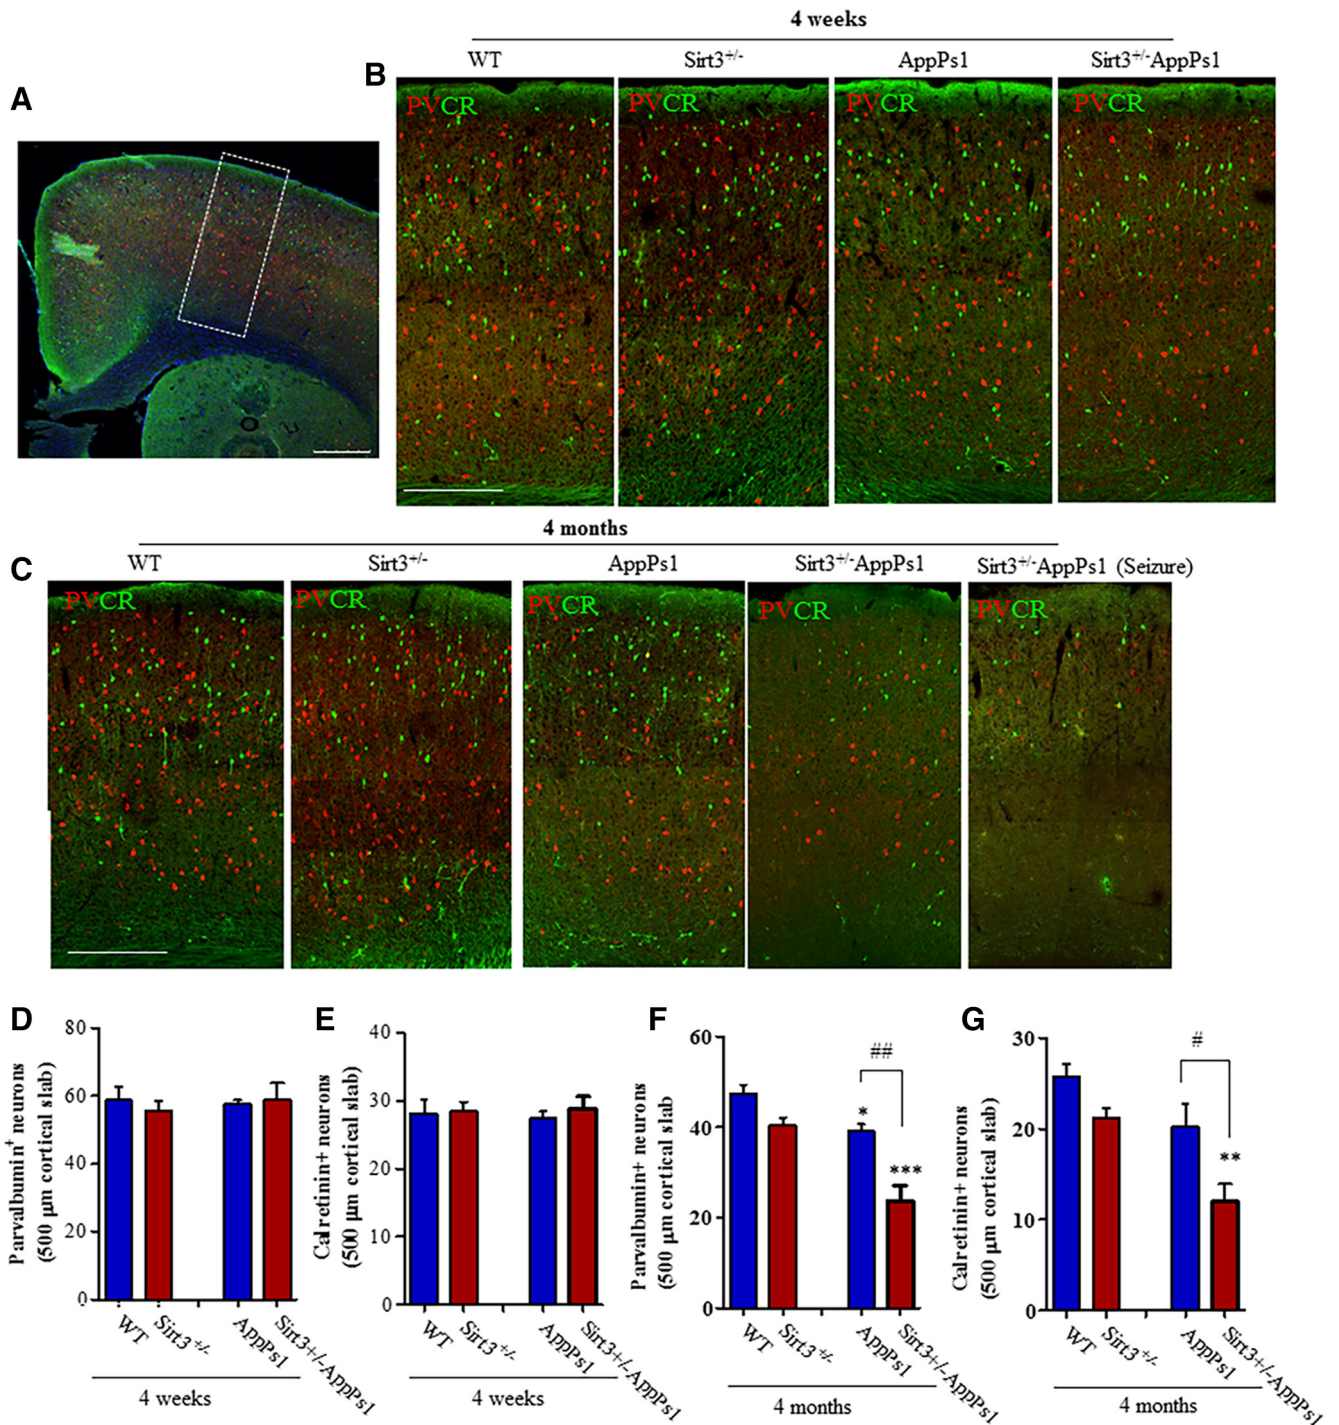 4 weeks
A
B
WT
Sirt3+/-
AppPs1
Sirt3+/-AppPs1
PVCR
PVCR
PVCR
PVCR
4 months
C
WT
Sirt3+/-
AppPs1
Sirt3+/-AppPs1
Sirt3+/-AppPs1 (Seizure)
PVCR
PVCR
PVCR
PVCR
PVCR
D
Parvalbumin+ neurons
(500 µm cortical slab)
80
60
40
20
0
WT
Sirt3+/-
AppPs1
Sirt3+/-AppPs1
4 weeks
E
Calretinin+ neurons
(500 µm cortical slab)
40
30
20
10
0
WT
Sirt3+/-
AppPs1
Sirt3+/-AppPs1
4 weeks
F
Parvalbumin+ neurons
(500 µm cortical slab
60
40
20
0
##
*
***
WT
Sirt3+/-
AppPs1
Sirt3+/-AppPs1
4 months
G
Calretinin+ neurons
(500 µm cortical slab)
30
20
10
0
#
**
WT
Sirt3+/-
AppPs1
Sirt3+/-AppPs1
4 months